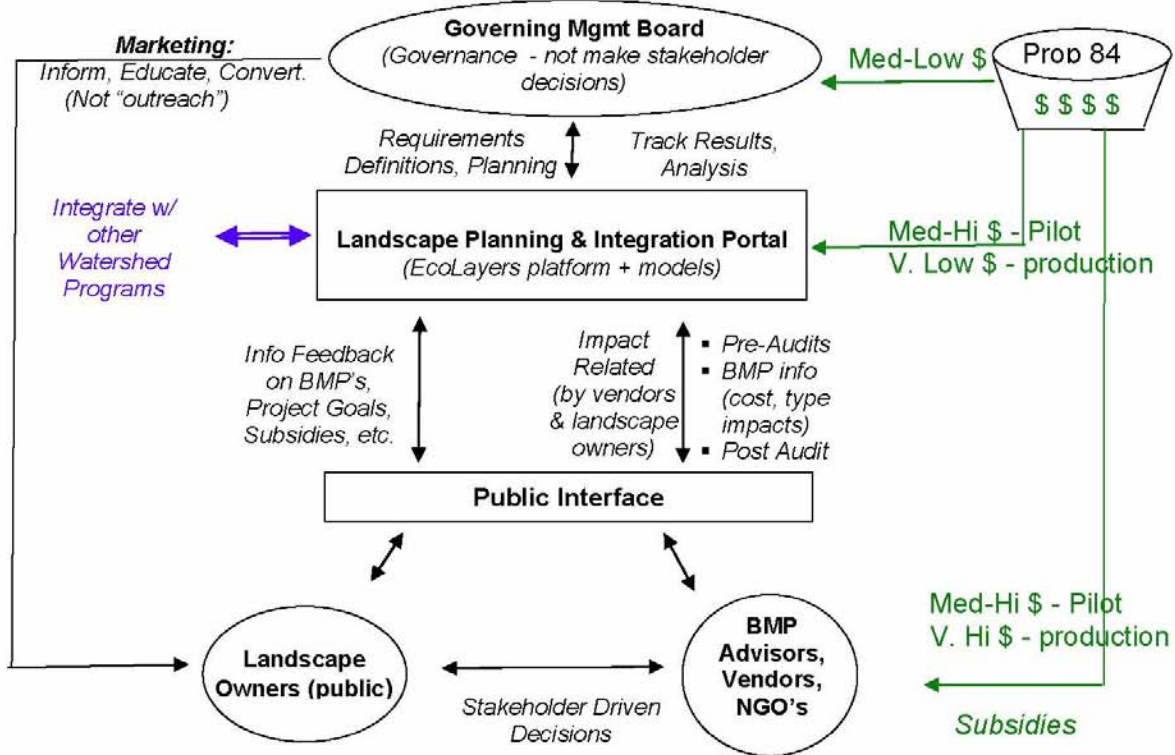 Governing Mgmt Board
(Governance - not make stakeholder
decisions)
Marketing:
Inform, Educate, Convert.
(Not "outreach")
Med-Low $
Prop 84
$ $ $ $
Requirements
Definitions, Planning
Track Results,
Analysis
Integrate w/
other
Watershed
Programs
Landscape Planning & Integration Portal
(EcoLayers platform + models)
Med-Hi $ - Pilot
V. Low $ - production
Info Feedback
on BMP's,
Project Goals,
Subsidies, etc.
Impact
Related
(by vendors
& landscape
owners)
▪ Pre-Audits
▪ BMP info
(cost, type
impacts)
▪ Post Audit
Public Interface
Landscape
Owners (public)
Stakeholder Driven
Decisions
BMP
Advisors,
Vendors,
NGO's
Med-Hi $ - Pilot
V. Hi $ - production
Subsidies